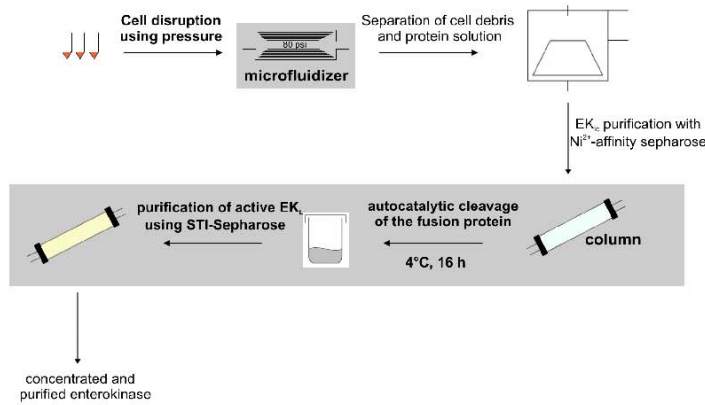 Cell disruption
using pressure
80 psi
microfluidizer
Separation of cell debris
and protein solution
EKLC purification with
Ni²⁺-affinity sepharose
purification of active EKL
using STI-Sepharose
autocatalytic cleavage
of the fusion protein
4°C, 16 h
column
concentrated and
purified enterokinase